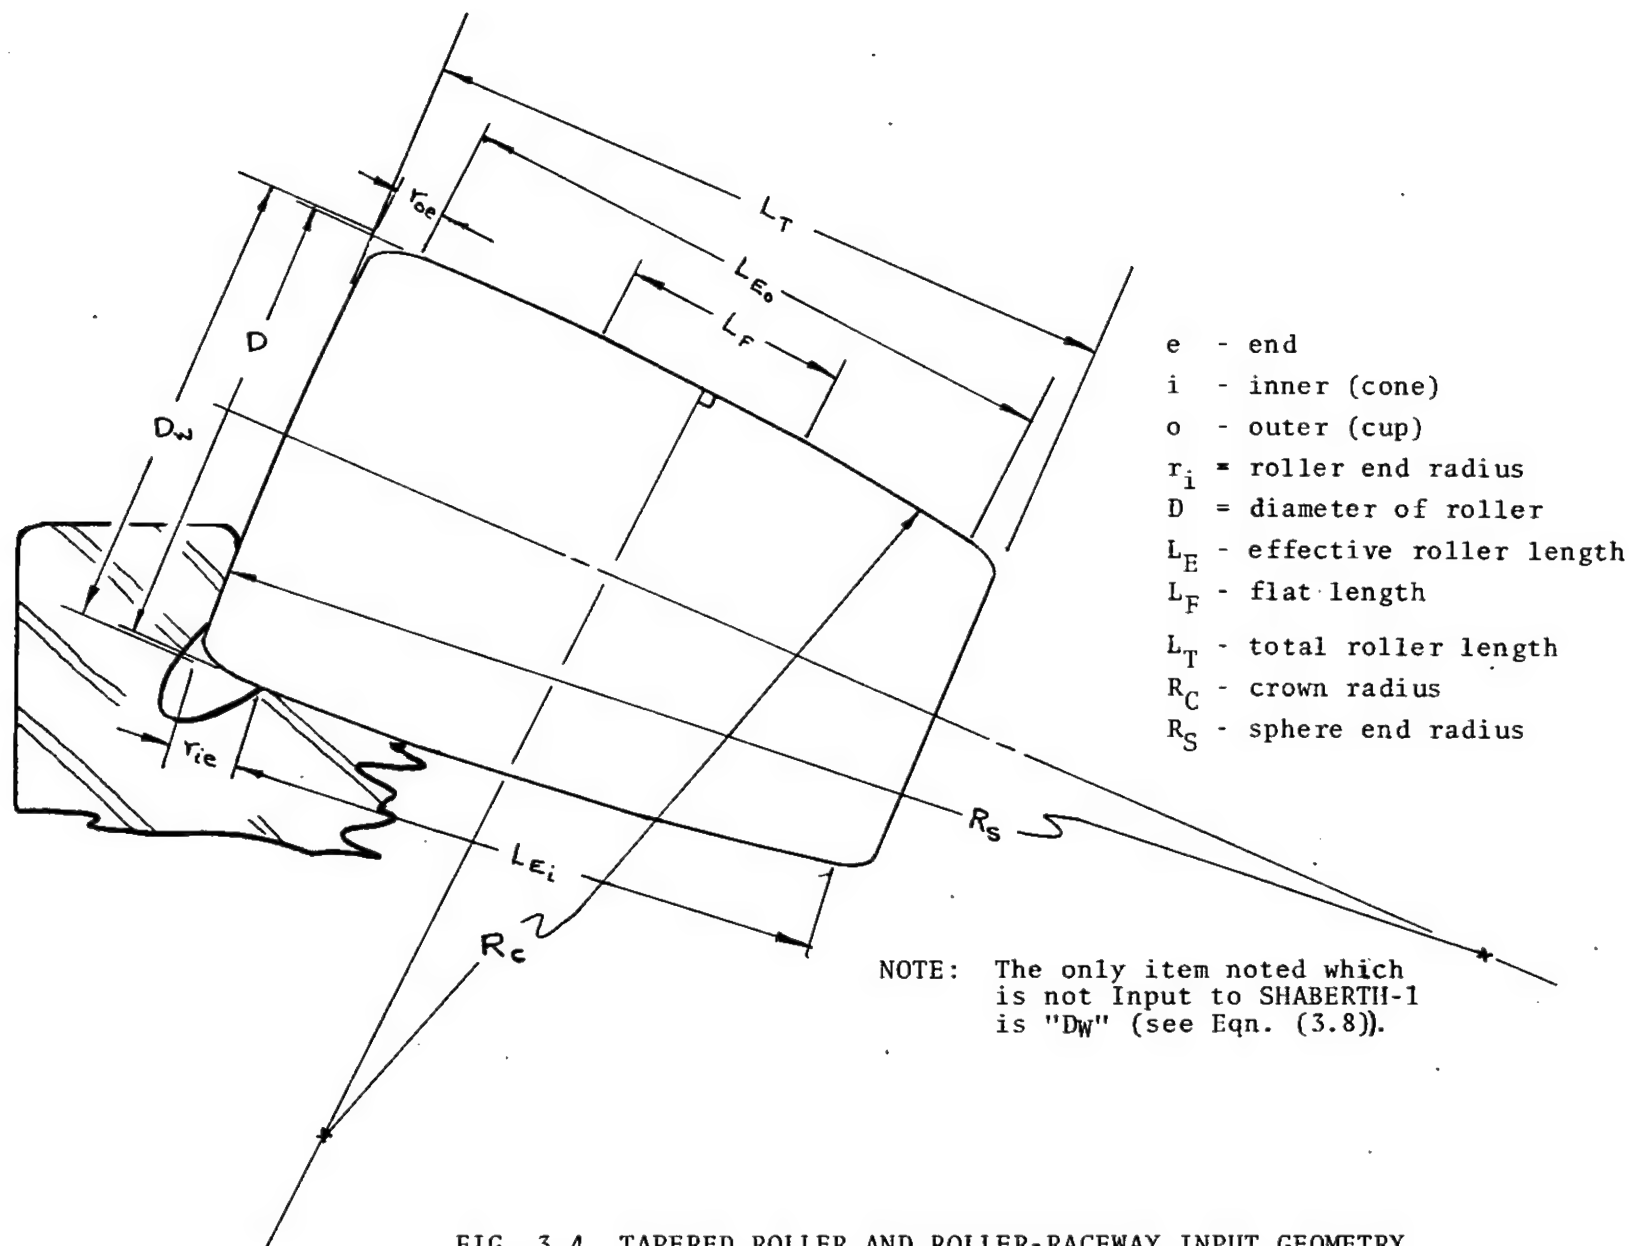 L_T
r_oe
L_Eo
L_F
D
D_W
e - end
i - inner (cone)
o - outer (cup)
r_i = roller end radius
D = diameter of roller
L_E - effective roller length
L_F - flat length
L_T - total roller length
R_C - crown radius
R_S - sphere end radius
r_ie
R_S
L_Ei
R_C
NOTE: The only item noted which
is not Input to SHABERTH-1
is "DW" (see Eqn. (3.8)).
FIG. 3.4 TAPERED ROLLER AND ROLLER-RACEWAY INPUT GEOMETRY